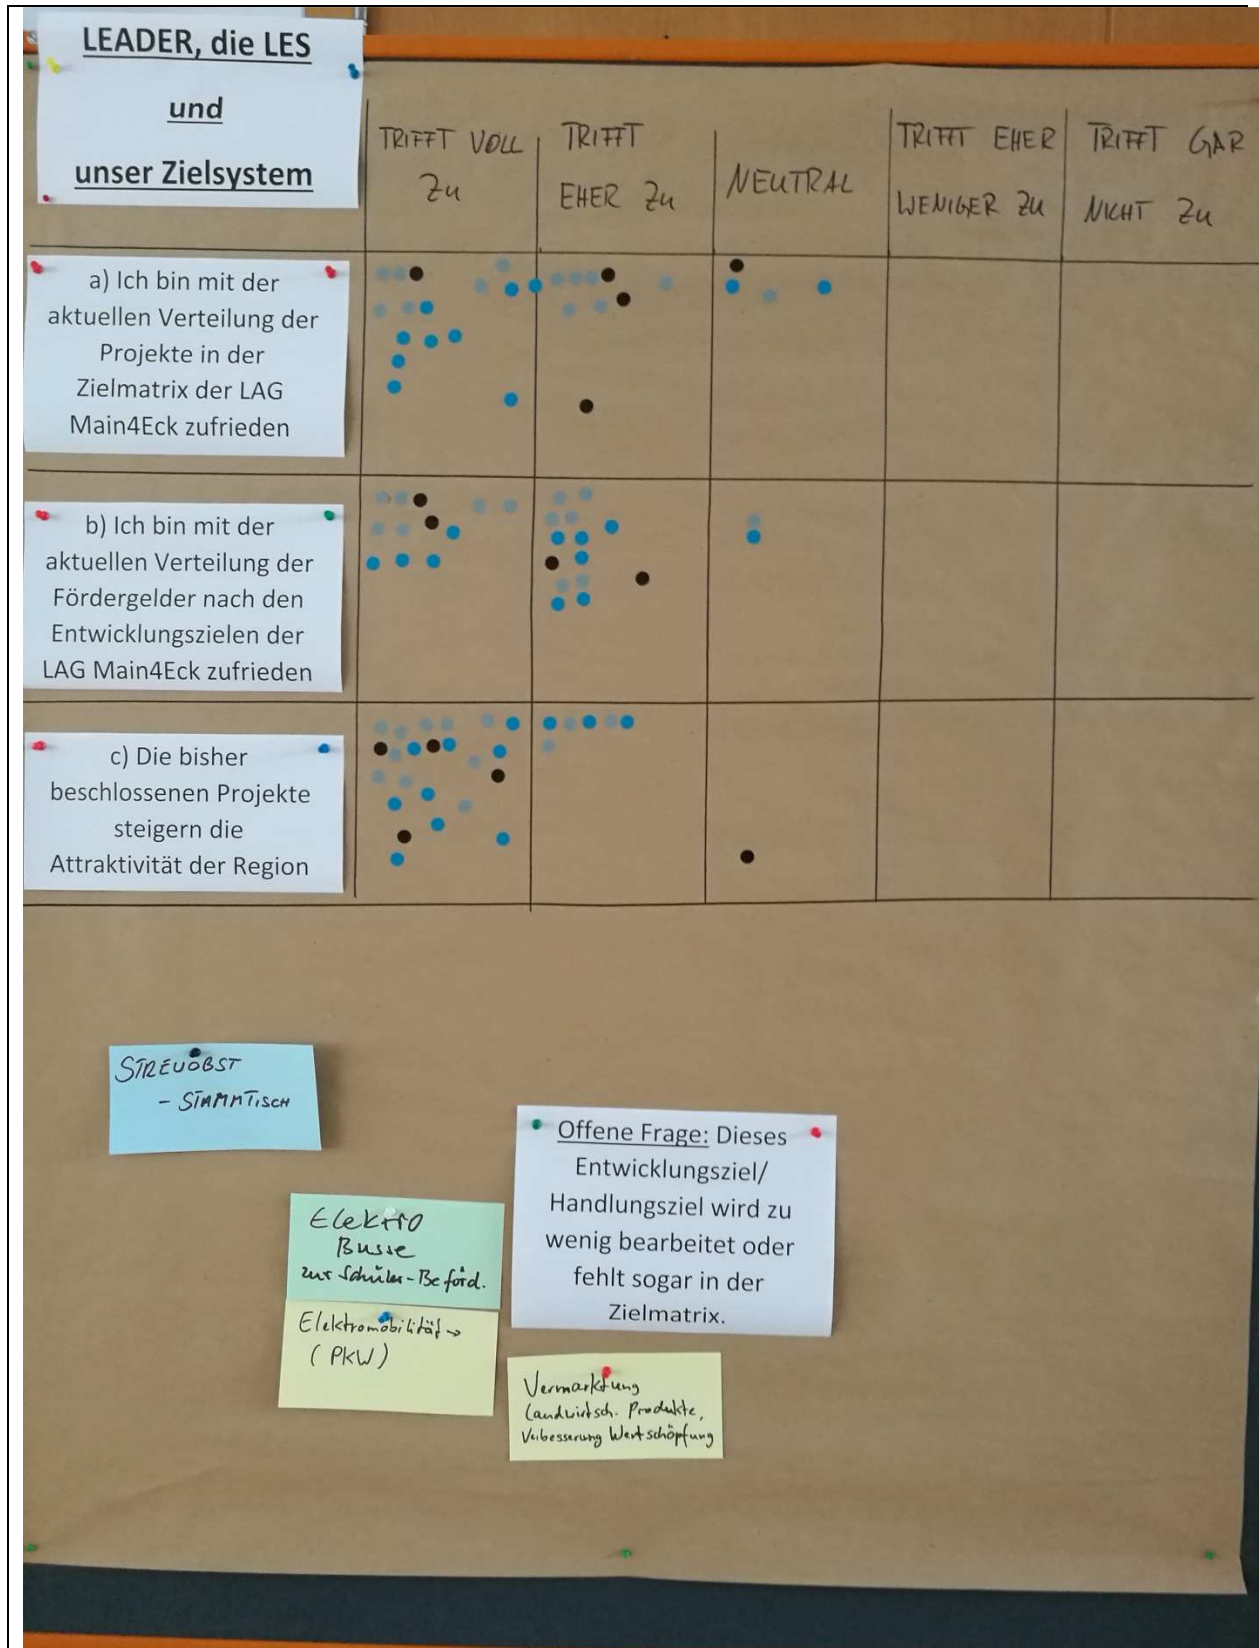 LEADER, die LES
und
unser Zielsystem
TRIFFT VOLL
ZU
TRIFFT
EHER ZU
NEUTRAL
TRIFFT EHER
WENIGER ZU
TRIFFT GAR
NICHT ZU
a) Ich bin mit der
aktuellen Verteilung der
Projekte in der
Zielmatrix der LAG
Main4Eck zufrieden
b) Ich bin mit der
aktuellen Verteilung der
Fördergelder nach den
Entwicklungszielen der
LAG Main4Eck zufrieden
c) Die bisher
beschlossenen Projekte
steigern die
Attraktivität der Region
STREUOBST
- STAMMTISCH
Elektro
Busse
zur Schüler-Beförd.
Elektromobilität →
(PKW)
Offene Frage: Dieses
Entwicklungsziel/
Handlungsziel wird zu
wenig bearbeitet oder
fehlt sogar in der
Zielmatrix.
Vermarktung
Landwirtsch. Produkte,
Verbesserung Wertschöpfung